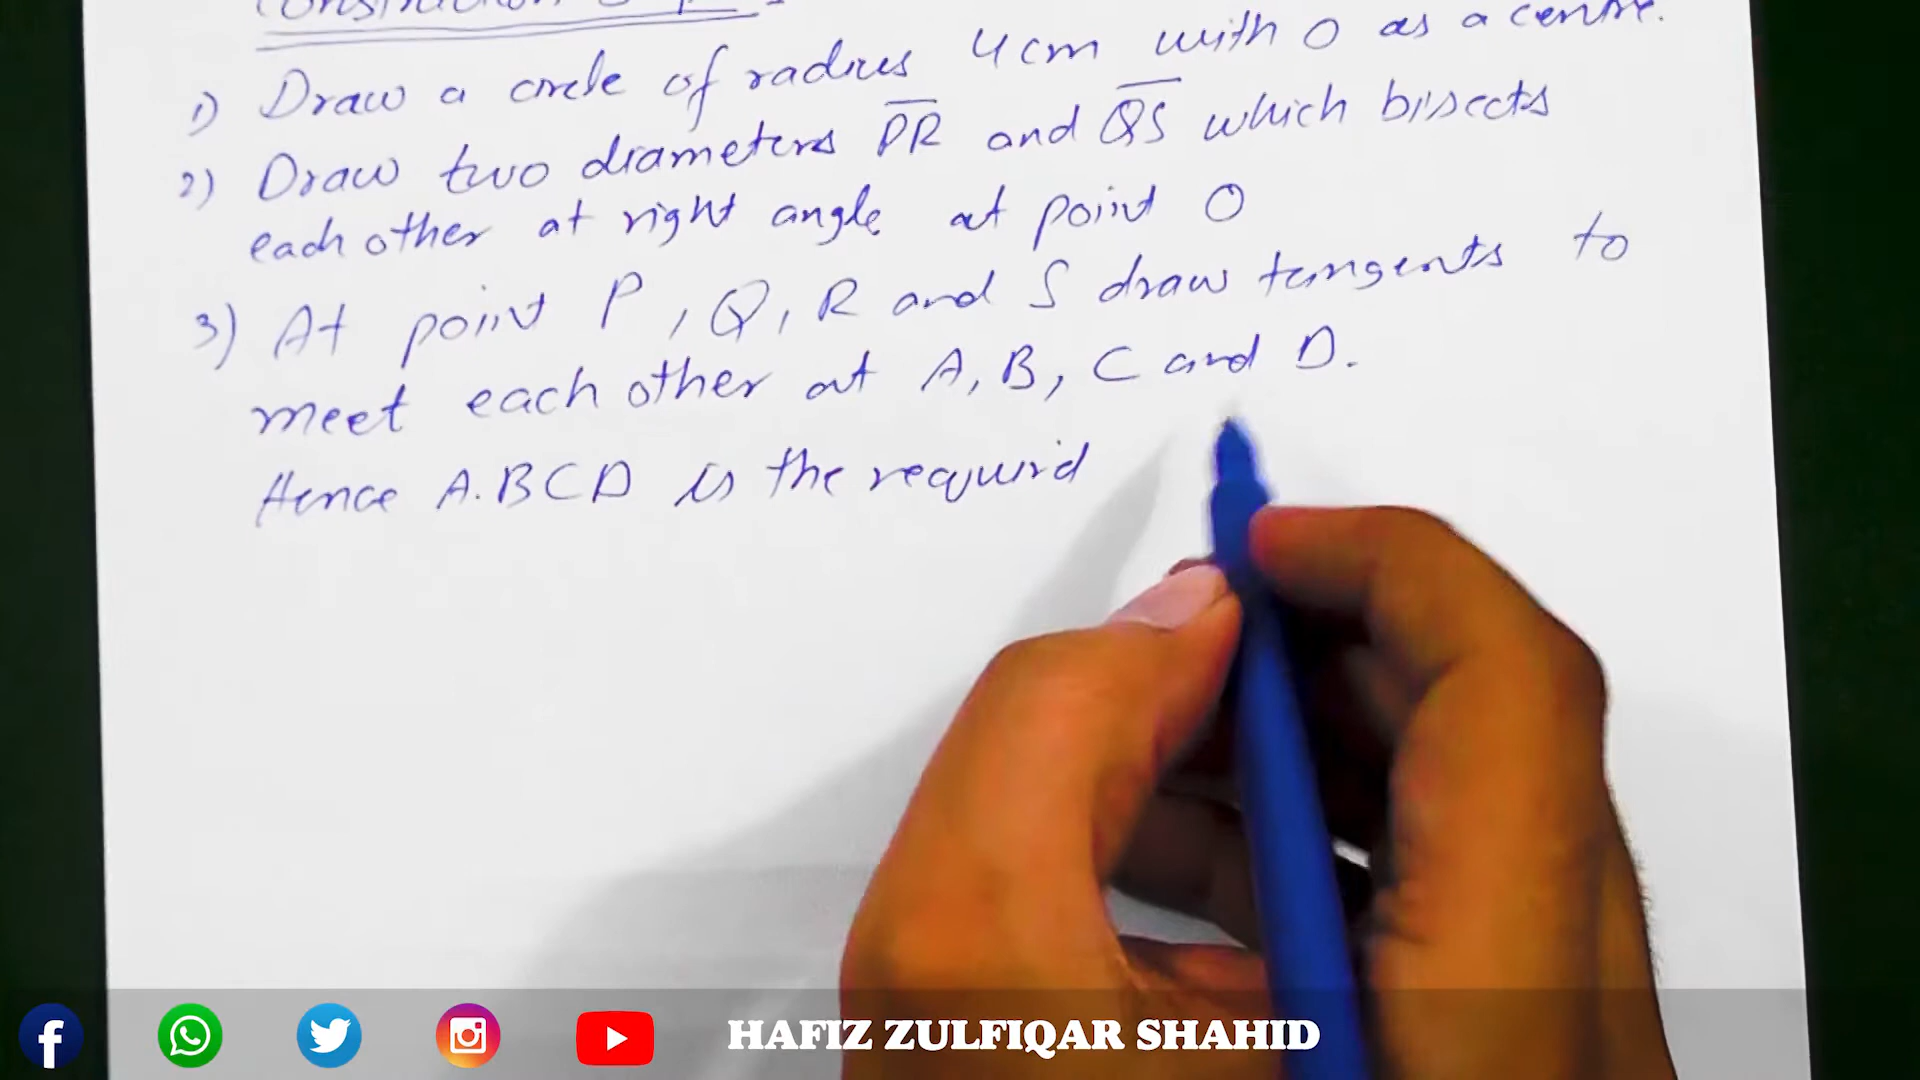 Construction Steps:
1) Draw a circle of radius 4cm with O as a centre.
2) Draw two diameters PR and QS which bisects
each other at right angle at point O
3) At point P, Q, R and S draw tangents to
meet each other at A, B, C and D.
Hence A.BCD is the requird
HAFIZ ZULFIQAR SHAHID